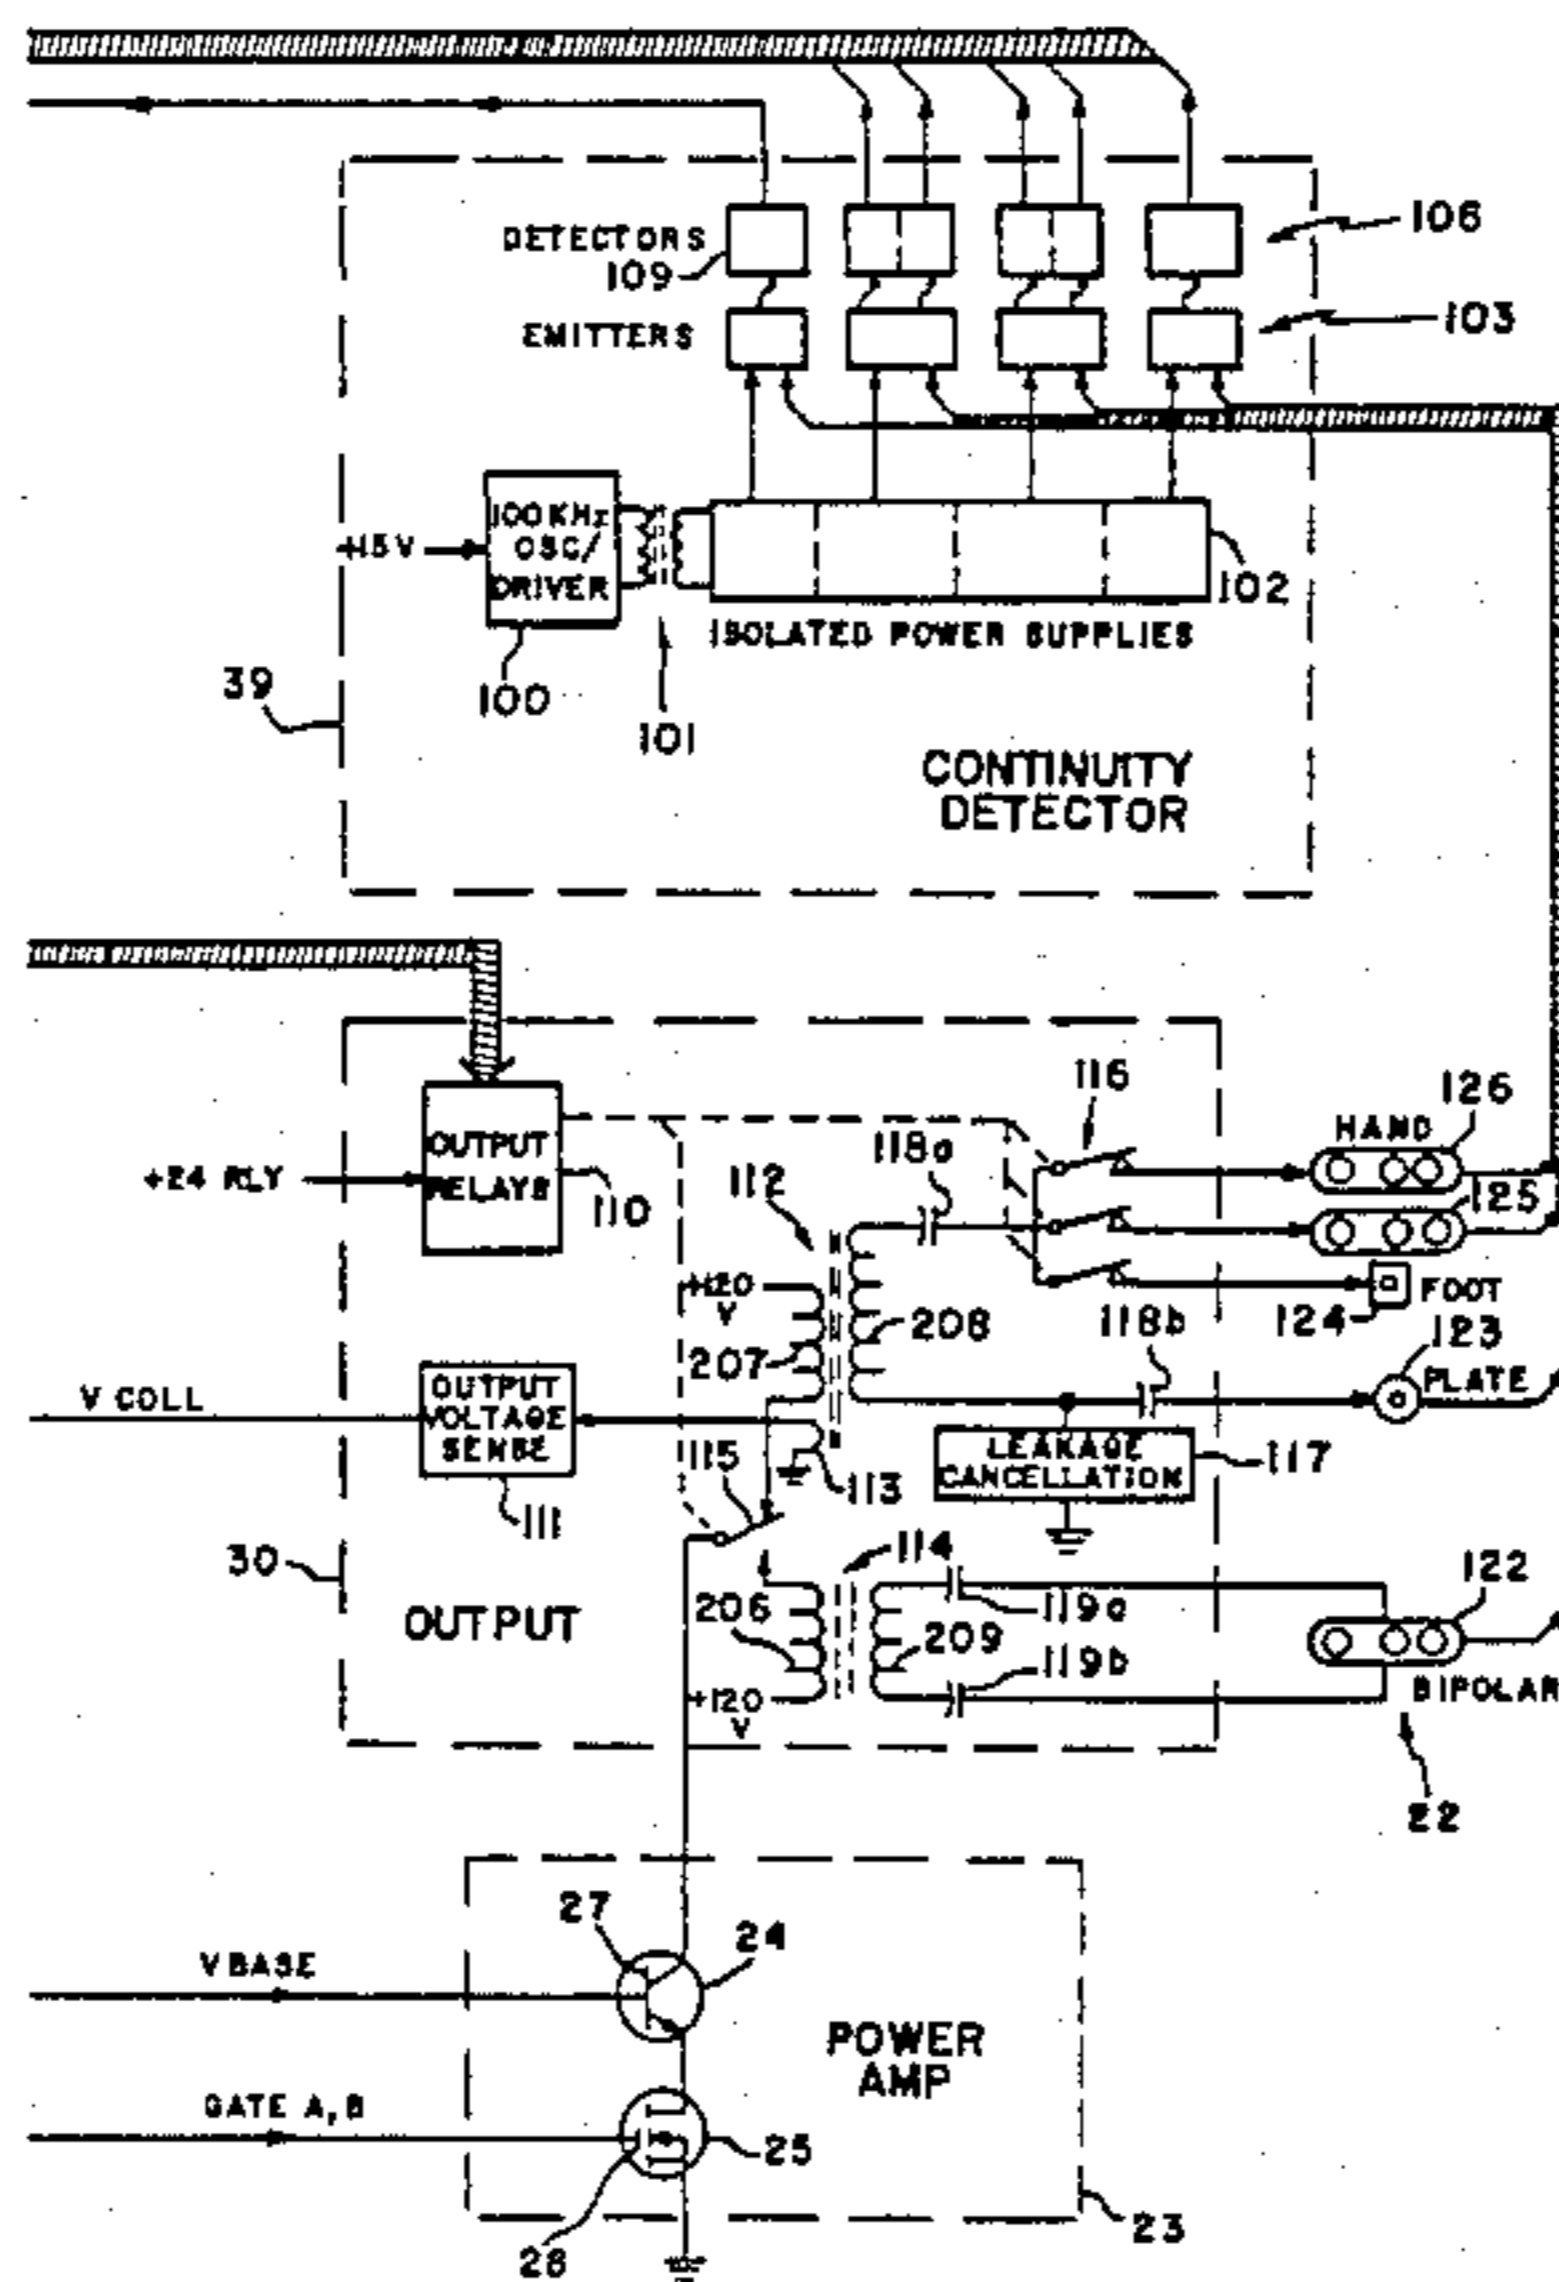 106
DETECTORS
109
EMITTERS
103
100KHz
OSC/
DRIVER
+15V
102
ISOLATED POWER SUPPLIES
39
100
101
CONTINUITY
DETECTOR
116
126
HAND
OUTPUT
RELAYS
118a
+24 RLY
112
125
110
+120
V
FOOT
208
118b
124
123
207
OUTPUT
VOLTAGE
SENSE
PLATE
V COLL
115
LEAKAGE
CANCELLATION
117
113
111
30
114
122
206
119a
OUTPUT
209
119b
+120
V
BIPOLAR
22
27
24
V BASE
POWER
AMP
GATE A,B
25
23
26